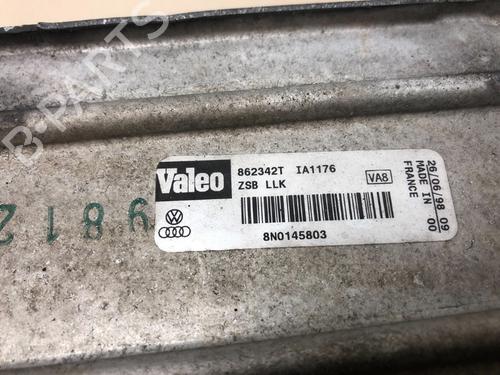 B-PARTS
Valeo
862342T IA1176
ZSB LLK
VA8
8N0145803
26/06/98 09
MADE IN 00
FRANCE
9812